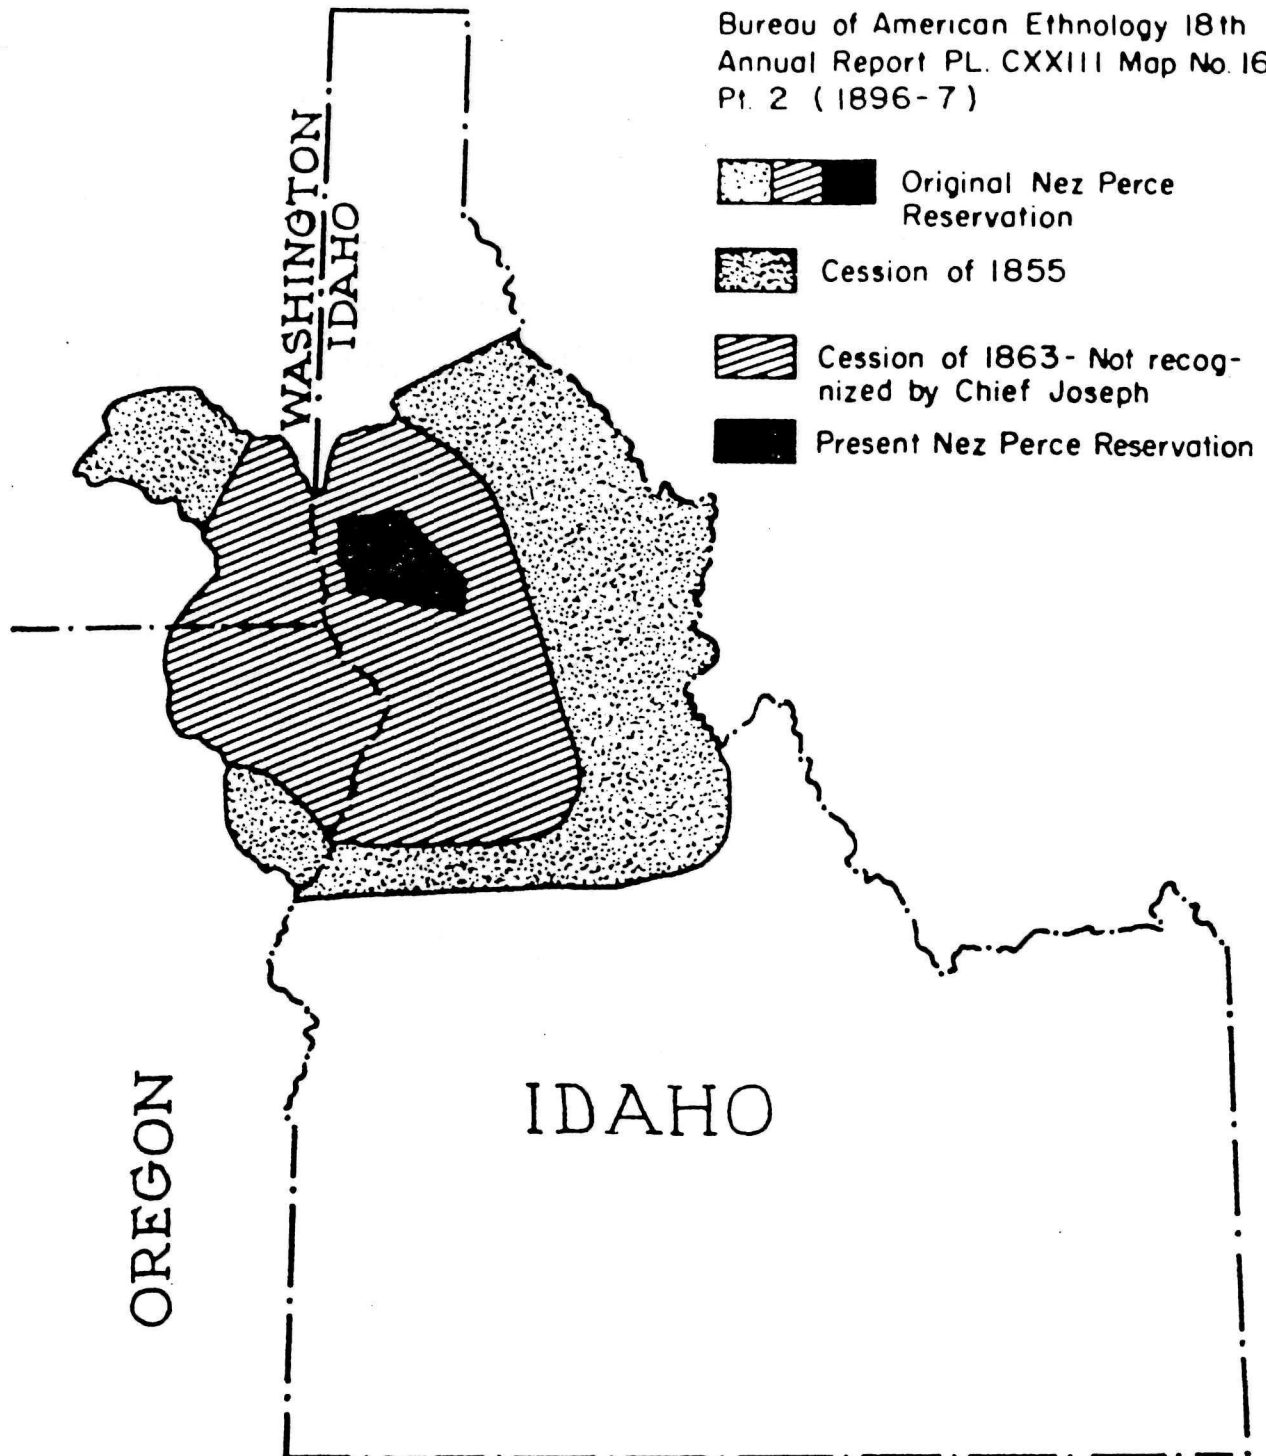 Bureau of American Ethnology 18th
Annual Report PL. CXXIII Map No. 16
Pt. 2 (1896-7)
Original Nez Perce
Reservation
Cession of 1855
Cession of 1863 - Not recog-
nized by Chief Joseph
Present Nez Perce Reservation
WASHINGTON
IDAHO
OREGON
IDAHO